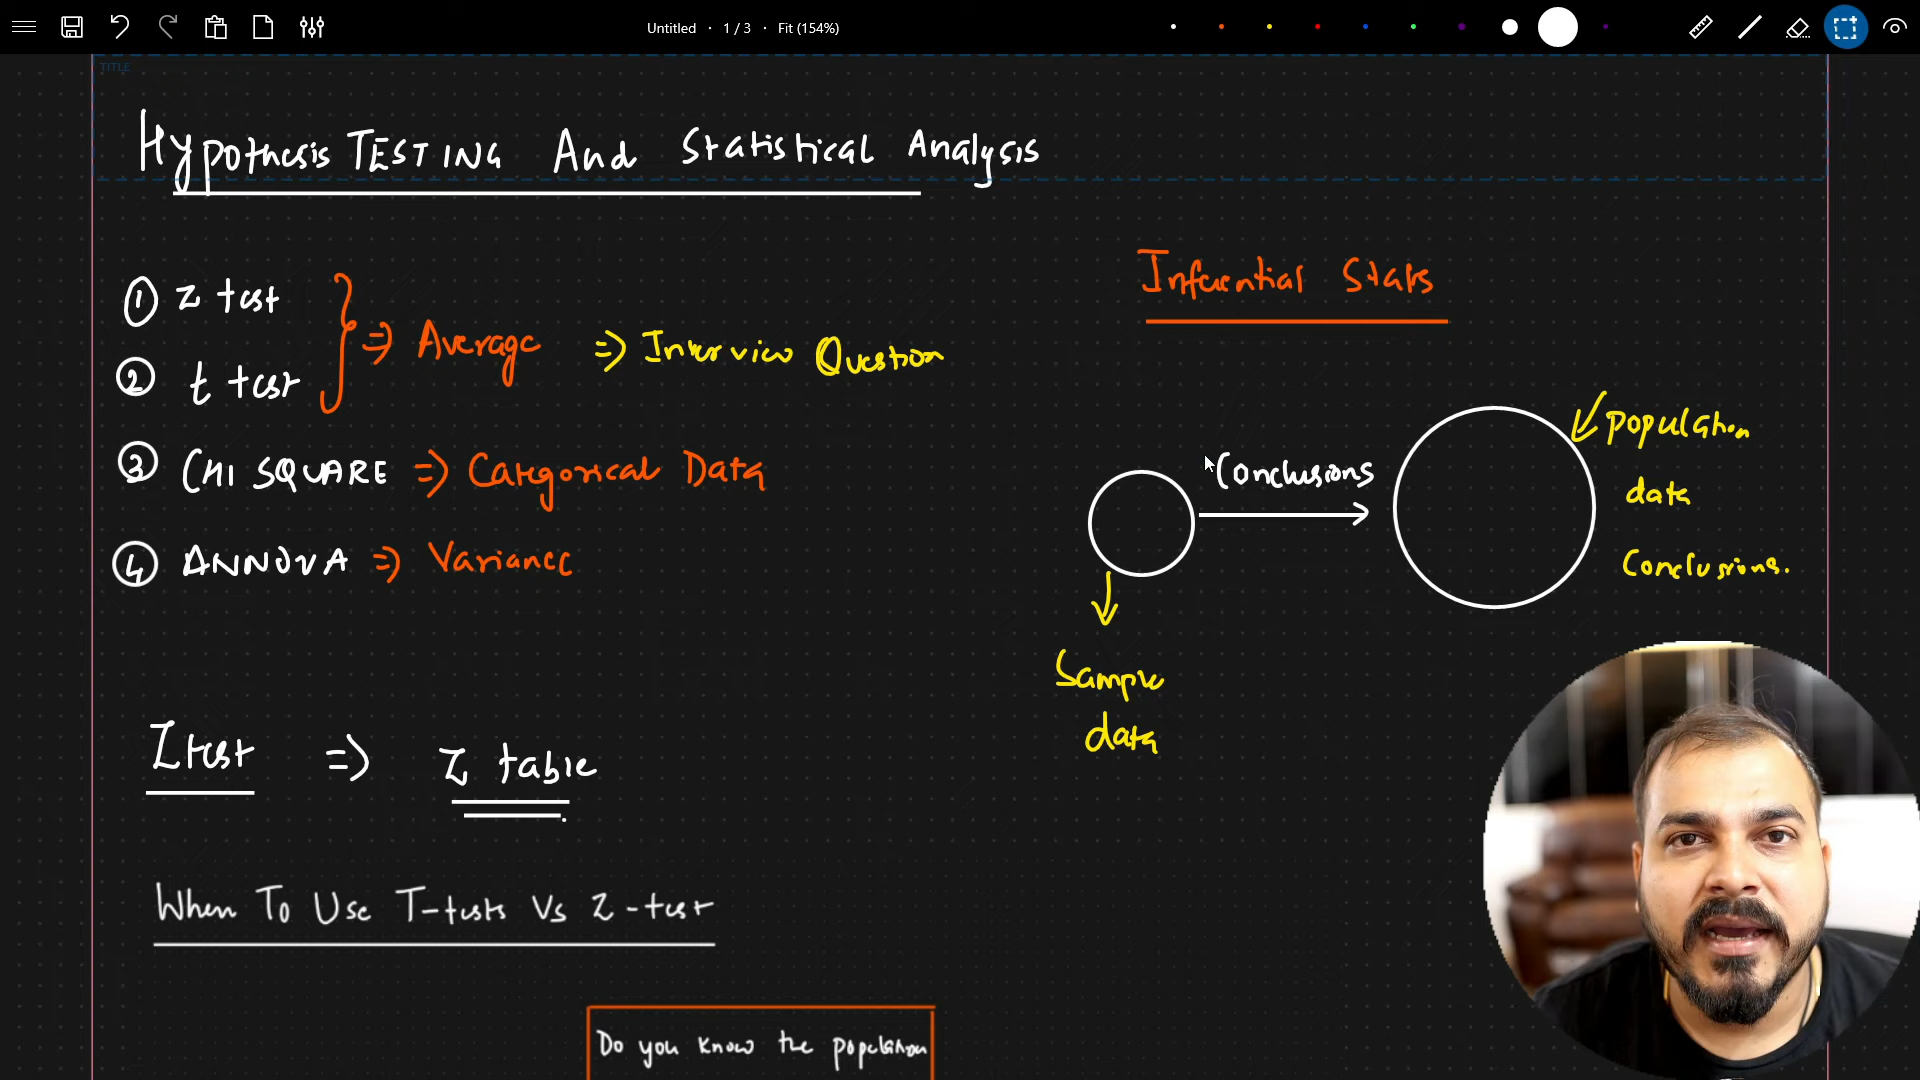 Untitled · 1 / 3 · Fit (154%)
TITLE
Hypothesis TESTING And Statistical Analysis
① z test
② t test
⇒ Average ⇒ Interview Question
③ CHI SQUARE ⇒ Categorical Data
④ ANNOVA ⇒ Variance
Inferential Stats
Conclusions
population
data
Conclusions.
Sample
data
Z test ⇒ Z table
When To Use T-tests Vs Z-test
Do you know the population